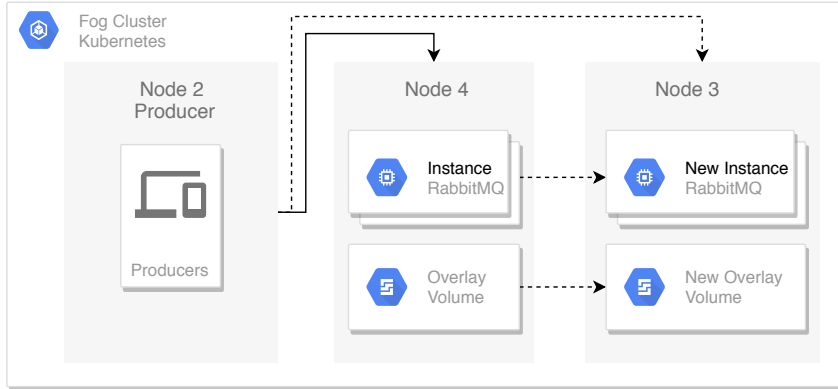 Fog Cluster
Kubernetes
Node 2
Producer
Producers
Node 4
Instance
RabbitMQ
Overlay
Volume
Node 3
New Instance
RabbitMQ
New Overlay
Volume